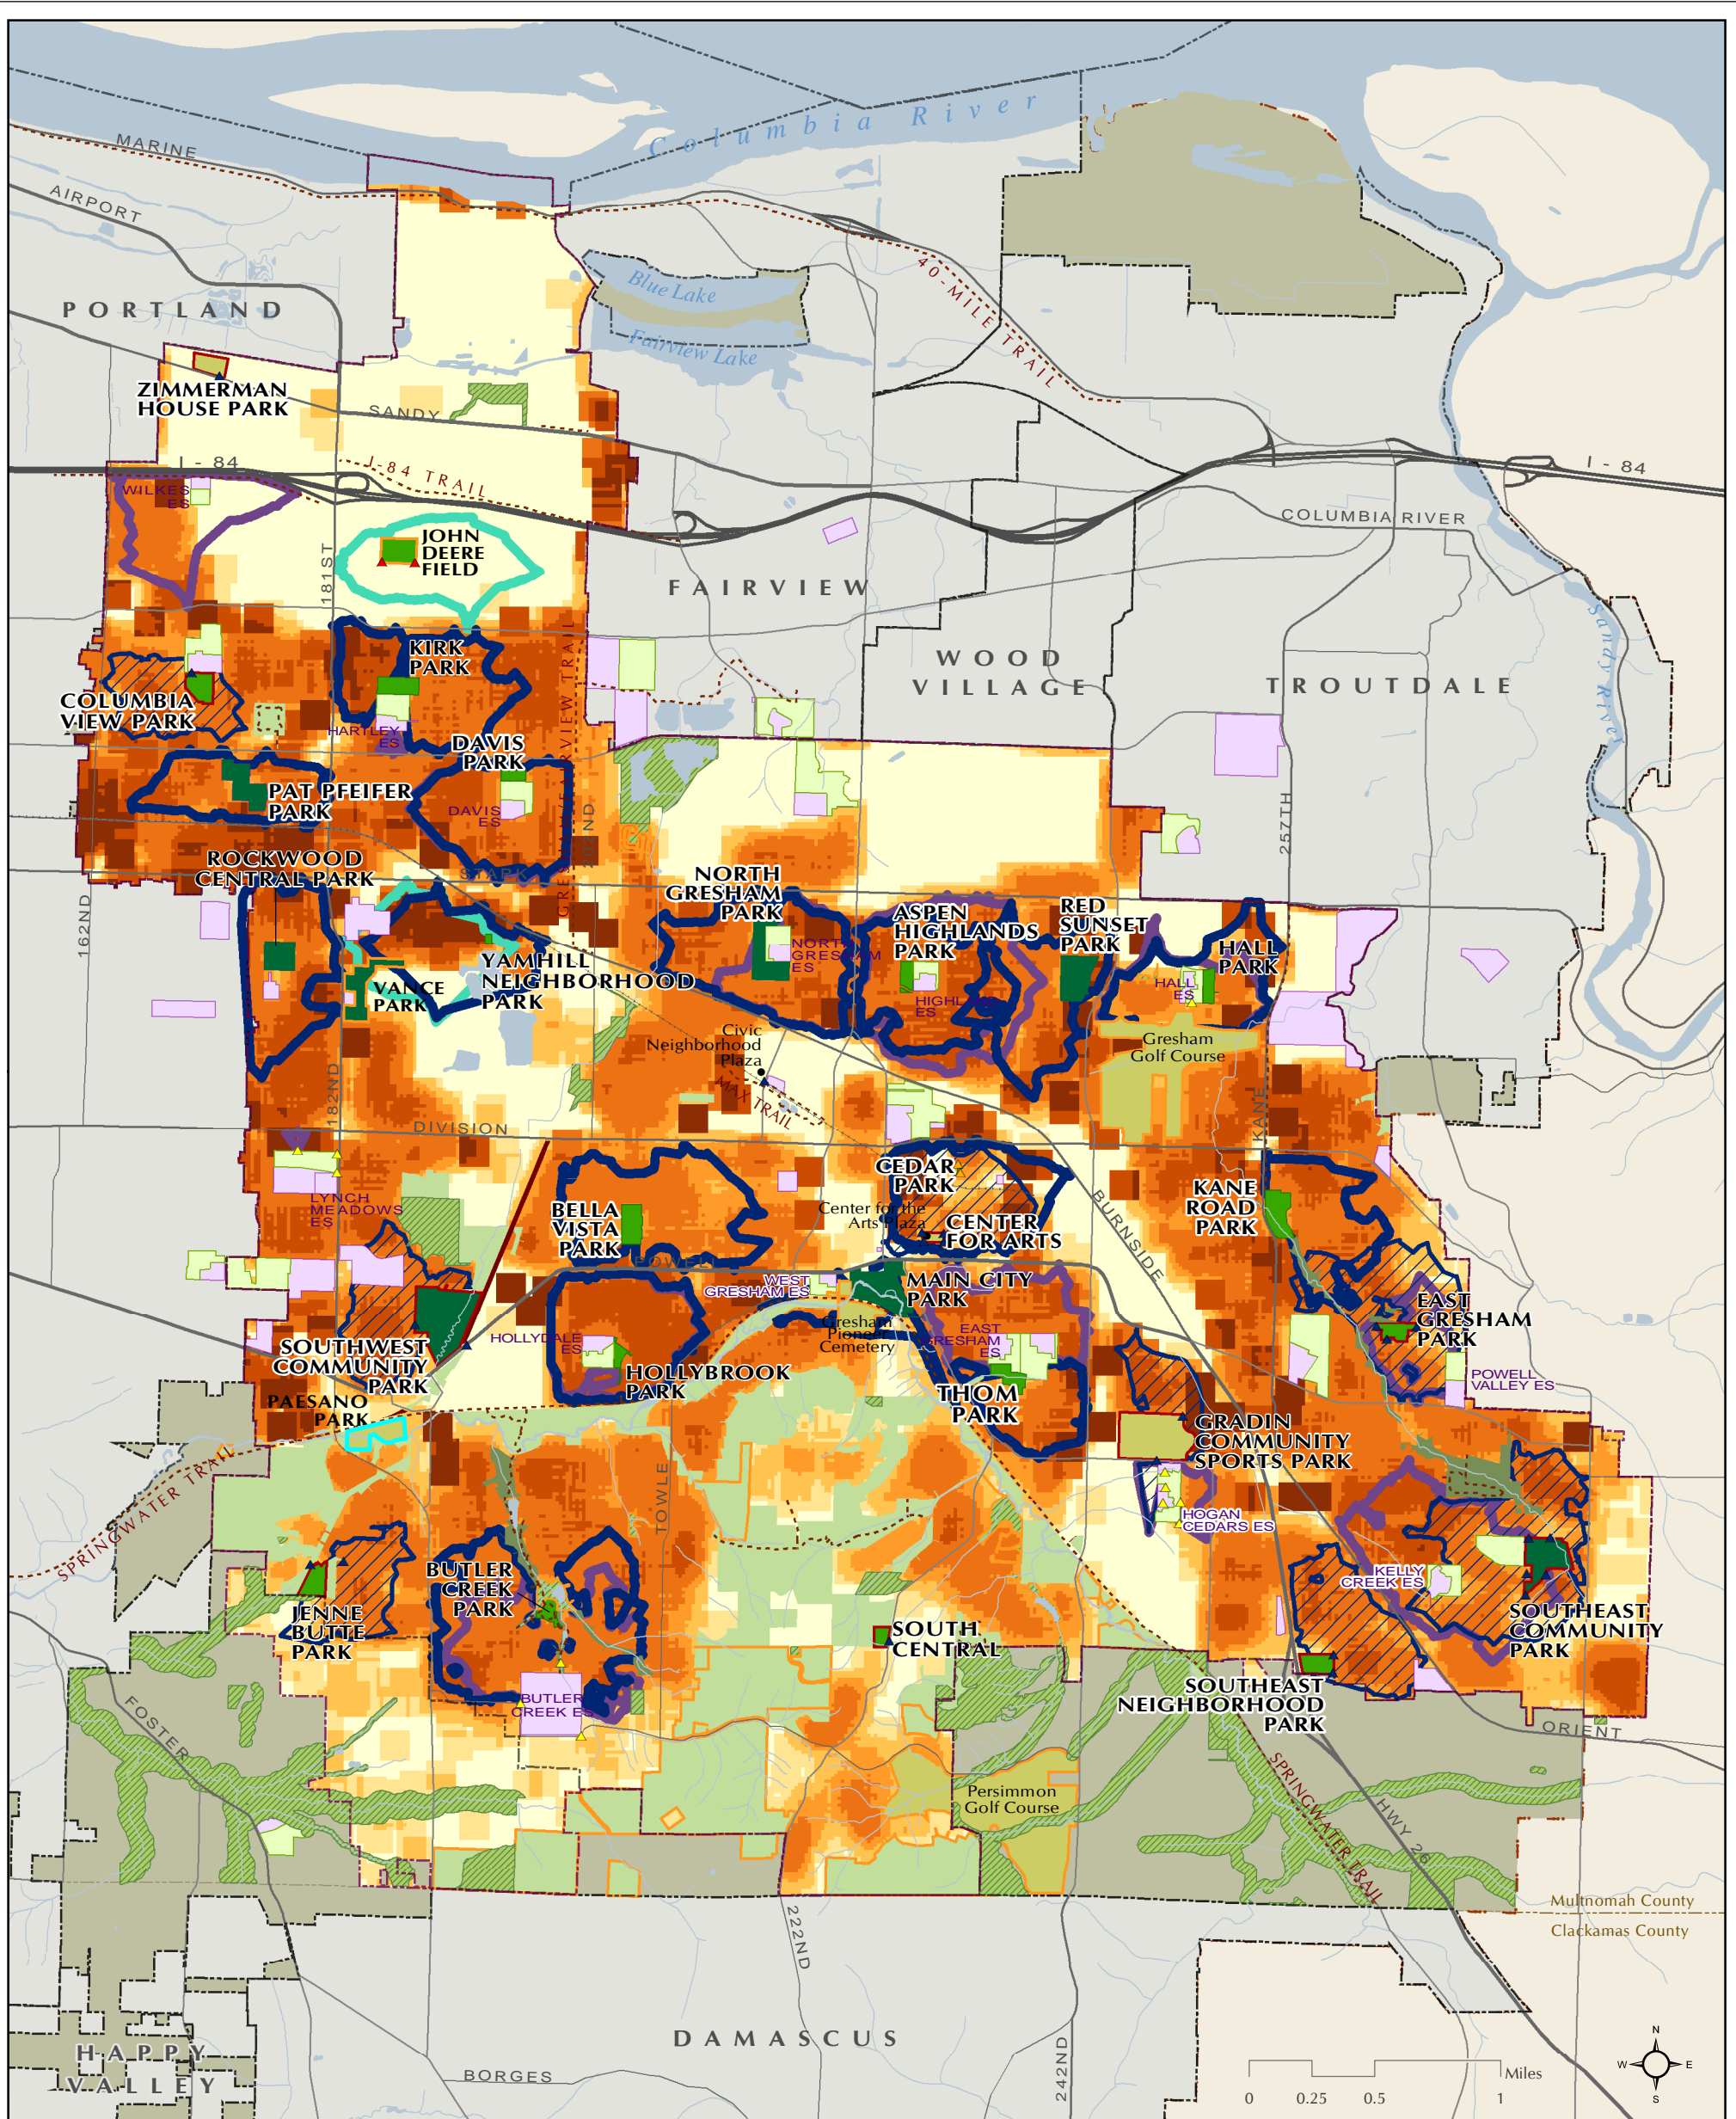 Columbia River
MARINE
AIRPORT
PORTLAND
Blue Lake
Fairview Lake
40-MILE TRAIL
ZIMMERMAN
HOUSE PARK
SANDY
I - 84
I-84 TRAIL
I - 84
WILKES
ES
COLUMBIA RIVER
JOHN
DEERE
FIELD
181ST
FAIRVIEW
Sandy River
KIRK
PARK
WOOD
VILLAGE
TROUTDALE
COLUMBIA
VIEW PARK
HARTLEY
ES
GRESHAM FAIRVIEW TRAIL
DAVIS
PARK
PAT PFEIFER
PARK
DAVIS
ES
202ND
257TH
ROCKWOOD
CENTRAL PARK
STARK
NORTH
GRESHAM
PARK
ASPEN
HIGHLANDS
PARK
RED
SUNSET
PARK
162ND
HALL
PARK
NORTH
GRESHAM
ES
YAMHILL
NEIGHBORHOOD
PARK
VANCE
PARK
HALL
ES
HIGHLAND
ES
Civic
Neighborhood
Plaza
Gresham
Golf Course
MAX TRAIL
182ND
KANE
DIVISION
CEDAR
PARK
LYNCH
MEADOWS
ES
BELLA
VISTA
PARK
Center for the
Arts Plaza
CENTER
FOR ARTS
KANE
ROAD
PARK
BURNSIDE
POWELL
WEST
GRESHAM ES
MAIN CITY
PARK
EAST
GRESHAM
PARK
Gresham
Pioneer
Cemetery
EAST
GRESHAM
ES
HOLLYDALE
ES
SOUTHWEST
COMMUNITY
PARK
HOLLYBROOK
PARK
POWELL
VALLEY ES
THOM
PARK
PAESANO
PARK
GRADIN
COMMUNITY
SPORTS PARK
SPRINGWATER TRAIL
TOWLE
HOGAN
CEDARS ES
BUTLER
CREEK
PARK
KELLY
CREEK ES
JENNE
BUTTE
PARK
SOUTH
CENTRAL
SOUTHEAST
COMMUNITY
PARK
SOUTHEAST
NEIGHBORHOOD
PARK
BUTLER
CREEK ES
FOSTER
ORIENT
Persimmon
Golf Course
SPRINGWATER TRAIL
HWY 26
Multnomah County
Clackamas County
222ND
DAMASCUS
242ND
HAPPY
VALLEY
BORGES
N
W
E
S
Miles
0 0.25 0.5 1